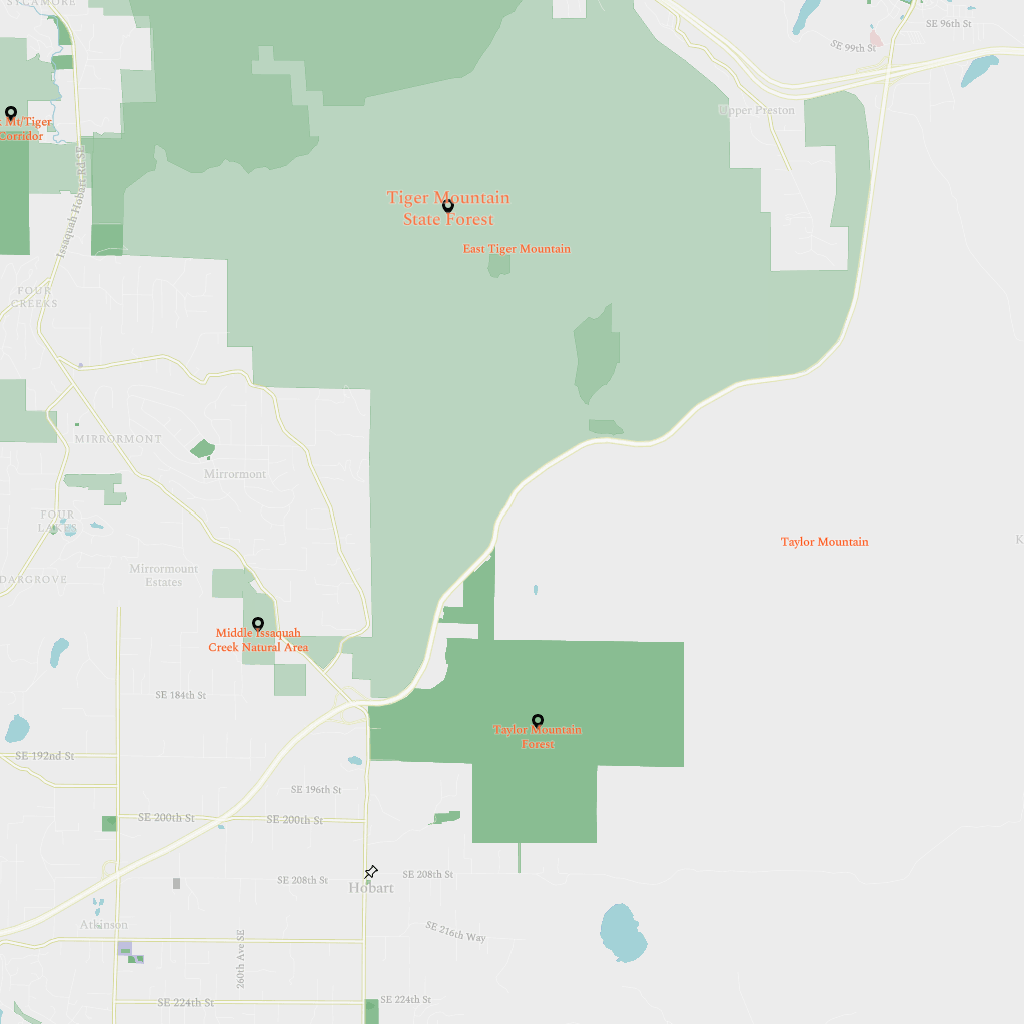 SYCAMORE
SE 96th St
SE 99th St
Upper Preston
Mt/Tiger
Corridor
Issaquah Hobart Rd SE
Tiger Mountain
State Forest
East Tiger Mountain
FOUR
CREEKS
MIRRORMONT
Mirrormont
FOUR
LAKES
Taylor Mountain
Mirrormont
Estates
DARGROVE
Middle Issaquah
Creek Natural Area
SE 184th St
Taylor Mountain
Forest
SE 192nd St
SE 196th St
SE 200th St
SE 200th St
SE 208th St
SE 208th St
Hobart
Atkinson
SE 216th Way
260th Ave SE
SE 224th St
SE 224th St